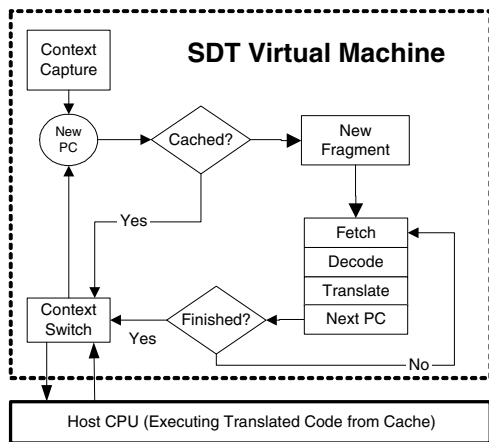 SDT Virtual Machine
Context
Capture
New
PC
Cached?
New
Fragment
Yes
Fetch
Decode
Translate
Next PC
Context
Switch
Finished?
Yes
No
Host CPU (Executing Translated Code from Cache)